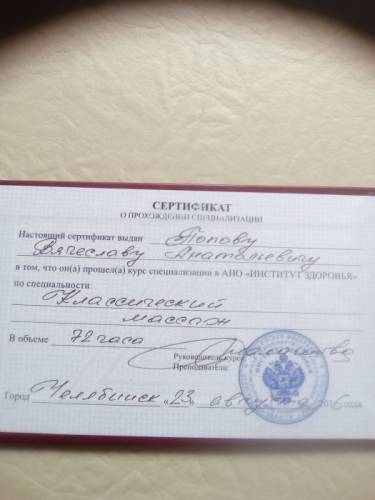 СЕРТИФИКАТ
О ПРОХОЖДЕНИИ СПЕЦИАЛИЗАЦИИ
Настоящий сертификат выдан Попову
Вячеславу Анатольевичу
в том, что он(а) прошел(а) курс специализации в АНО «ИНСТИТУТ ЗДОРОВЬЯ»
по специальности:
Классический
массаж
В объеме 72 часа
Руководитель курса
Преподаватель
Город Челябинск «23» августа 2016 года